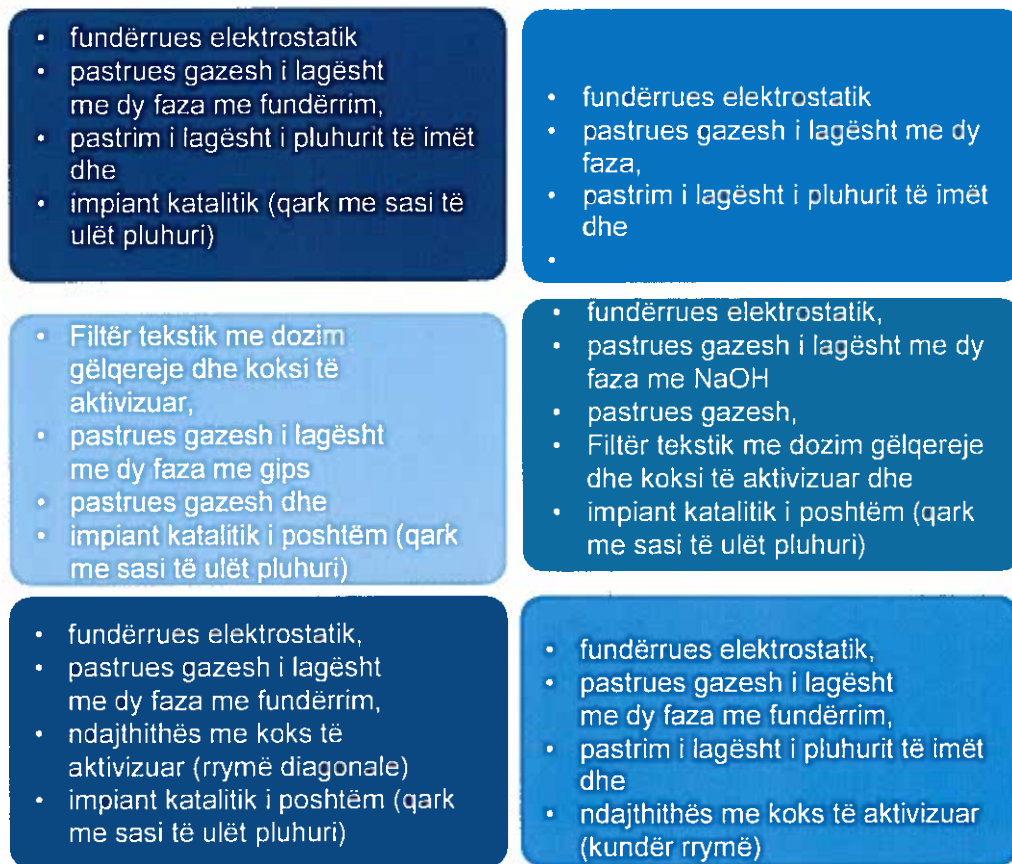 • fundërrues elektrostatik
• pastrues gazesh i lagësht
me dy faza me fundërrim,
• pastrim i lagësht i pluhurit të imët
dhe
• impiant katalitik (qark me sasi të
ulët pluhuri)
• fundërrues elektrostatik
• pastrues gazesh i lagësht me dy
faza,
• pastrim i lagësht i pluhurit të imët
dhe
•
• Filtër tekstik me dozim
gëlqereje dhe koksi të
aktivizuar,
• pastrues gazesh i lagësht
me dy faza me gips
• pastrues gazesh dhe
• impiant katalitik i poshtëm (qark
me sasi të ulët pluhuri)
• fundërrues elektrostatik,
• pastrues gazesh i lagësht me dy
faza me NaOH
• pastrues gazesh,
• Filtër tekstik me dozim gëlqereje
dhe koksi të aktivizuar dhe
• impiant katalitik i poshtëm (qark
me sasi të ulët pluhuri)
• fundërrues elektrostatik,
• pastrues gazesh i lagësht
me dy faza me fundërrim,
• ndajthithës me koks të
aktivizuar (rrymë diagonale)
• impiant katalitik i poshtëm (qark
me sasi të ulët pluhuri)
• fundërrues elektrostatik,
• pastrues gazesh i lagësht
me dy faza me fundërrim,
• pastrim i lagësht i pluhurit të imët
dhe
• ndajthithës me koks të aktivizuar
(kundër rrymë)